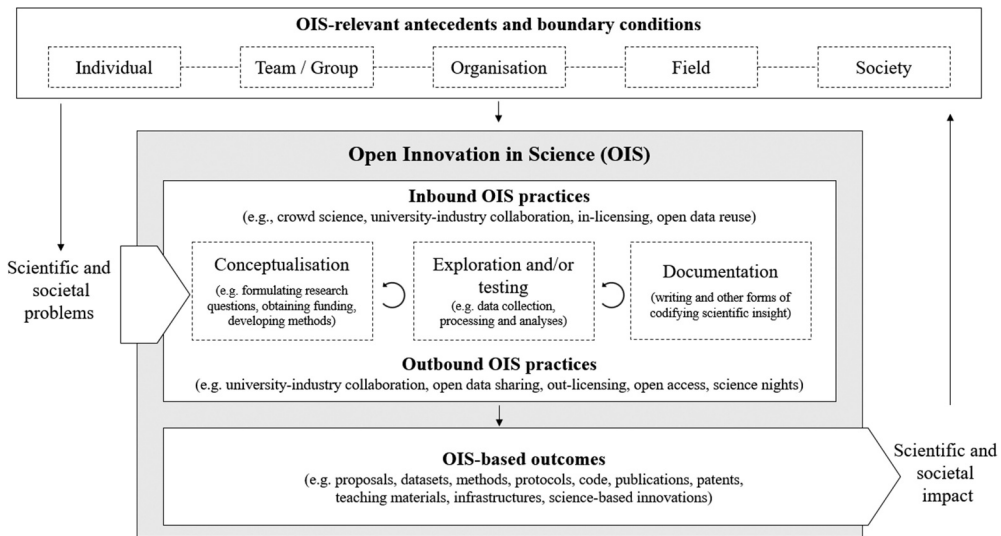 OIS-relevant antecedents and boundary conditions
Individual
Team / Group
Organisation
Field
Society
Open Innovation in Science (OIS)
Inbound OIS practices
(e.g., crowd science, university-industry collaboration, in-licensing, open data reuse)
Scientific and
societal
problems
Conceptualisation
(e.g. formulating research
questions, obtaining funding,
developing methods)
Exploration and/or
testing
(e.g. data collection,
processing and analyses)
Documentation
(writing and other forms of
codifying scientific insight)
Outbound OIS practices
(e.g. university-industry collaboration, open data sharing, out-licensing, open access, science nights)
OIS-based outcomes
(e.g. proposals, datasets, methods, protocols, code, publications, patents,
teaching materials, infrastructures, science-based innovations)
Scientific and
societal
impact